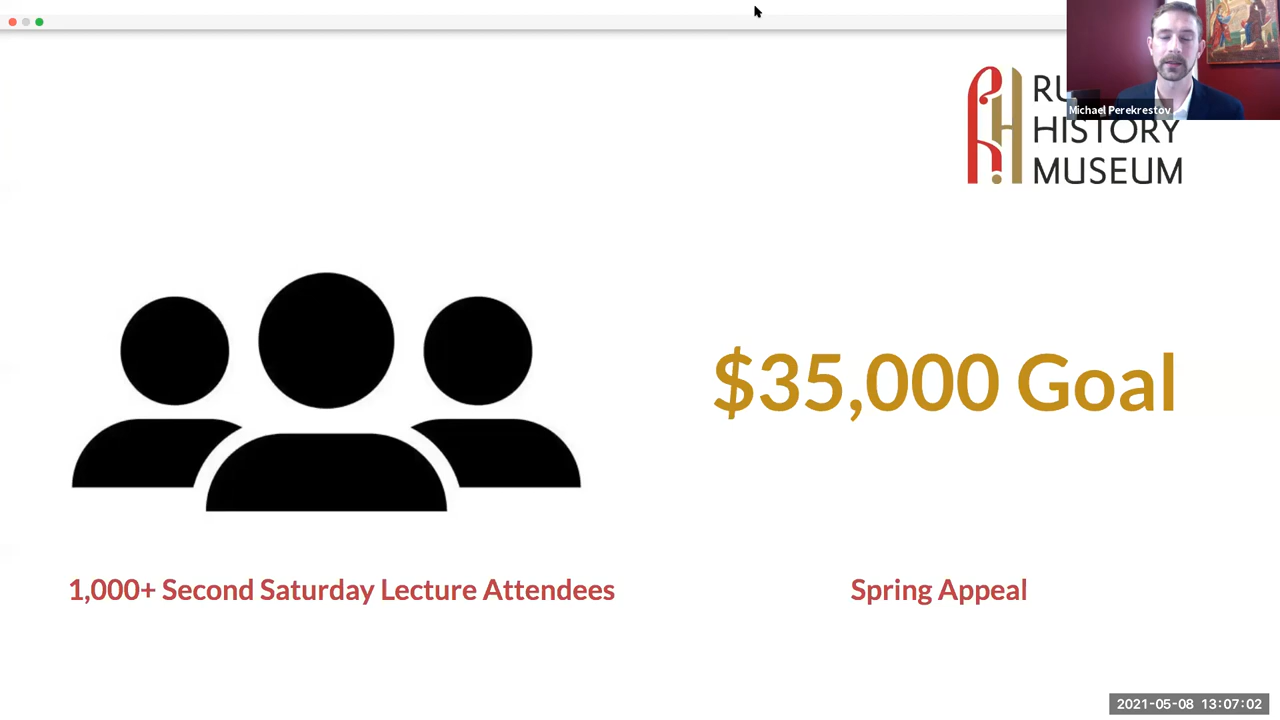 Michael Perekrestov
RU
HISTORY
MUSEUM
$35,000 Goal
1,000+ Second Saturday Lecture Attendees
Spring Appeal
2021-05-08 13:07:02